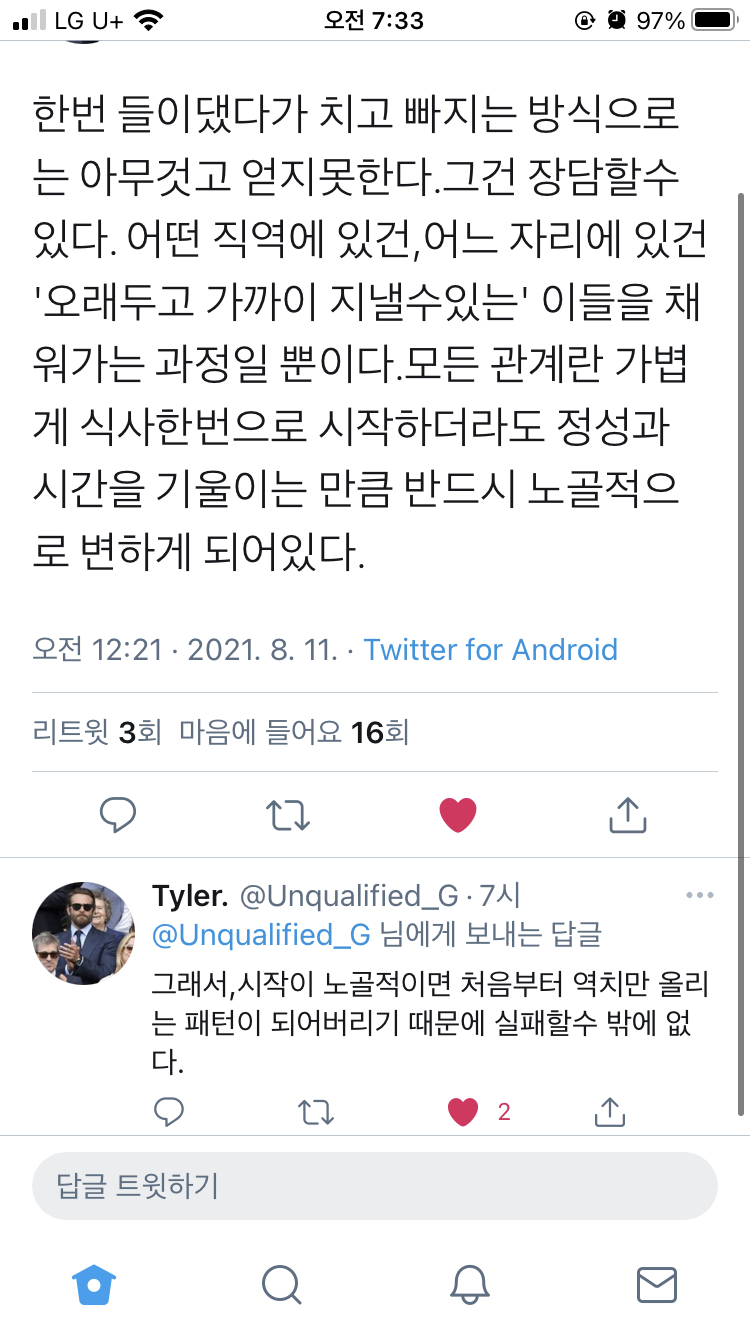 LG U+ 오전 7:33 97%
한번 들이댔다가 치고 빠지는 방식으로
는 아무것고 얻지못한다.그건 장담할수
있다. 어떤 직역에 있건,어느 자리에 있건
'오래두고 가까이 지낼수있는' 이들을 채
워가는 과정일 뿐이다.모든 관계란 가볍
게 식사한번으로 시작하더라도 정성과
시간을 기울이는 만큼 반드시 노골적으
로 변하게 되어있다.
오전 12:21 · 2021. 8. 11. · Twitter for Android
리트윗 3회 마음에 들어요 16회
Tyler. @Unqualified_G · 7시
@Unqualified_G 님에게 보내는 답글
그래서,시작이 노골적이면 처음부터 역치만 올리
는 패턴이 되어버리기 때문에 실패할수 밖에 없
다.
2
답글 트윗하기